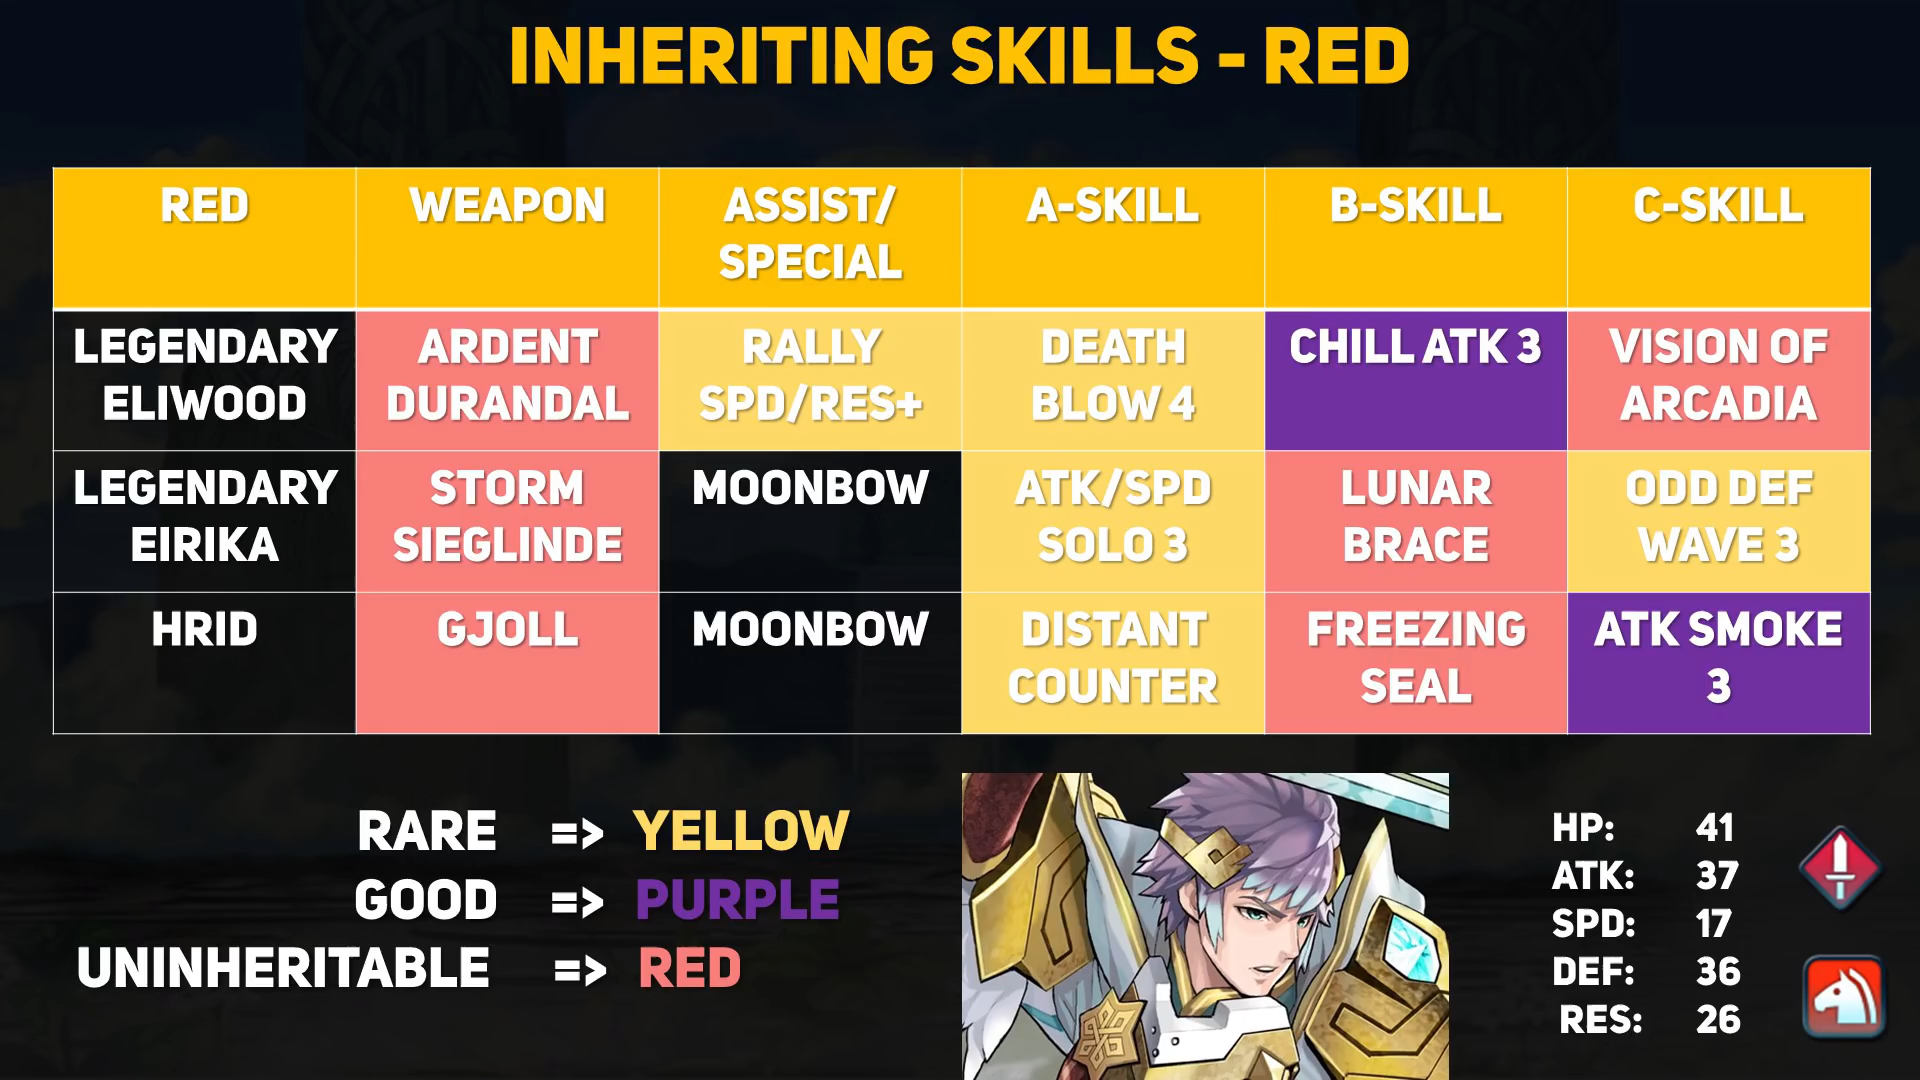 INHERITING SKILLS - RED
RED
WEAPON
ASSIST/
SPECIAL
A-SKILL
B-SKILL
C-SKILL
LEGENDARY
ELIWOOD
ARDENT
DURANDAL
RALLY
SPD/RES+
DEATH
BLOW 4
CHILL ATK 3
VISION OF
ARCADIA
LEGENDARY
EIRIKA
STORM
SIEGLINDE
MOONBOW
ATK/SPD
SOLO 3
LUNAR
BRACE
ODD DEF
WAVE 3
HRID
GJOLL
MOONBOW
DISTANT
COUNTER
FREEZING
SEAL
ATK SMOKE
3
RARE => YELLOW
GOOD => PURPLE
UNINHERITABLE => RED
HP: 41
ATK: 37
SPD: 17
DEF: 36
RES: 26